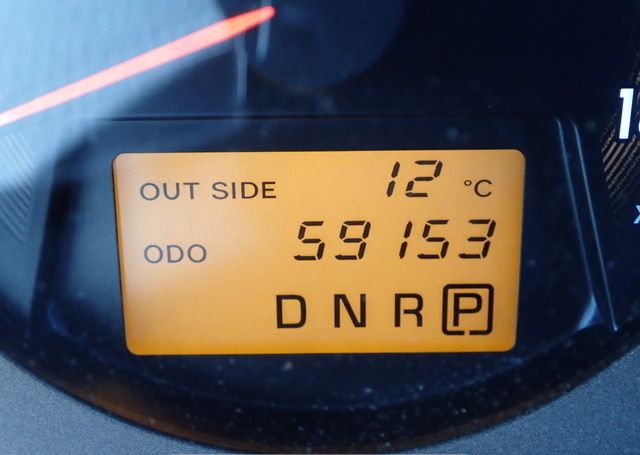 OUT SIDE 12 °C
ODO 59153
D N R P